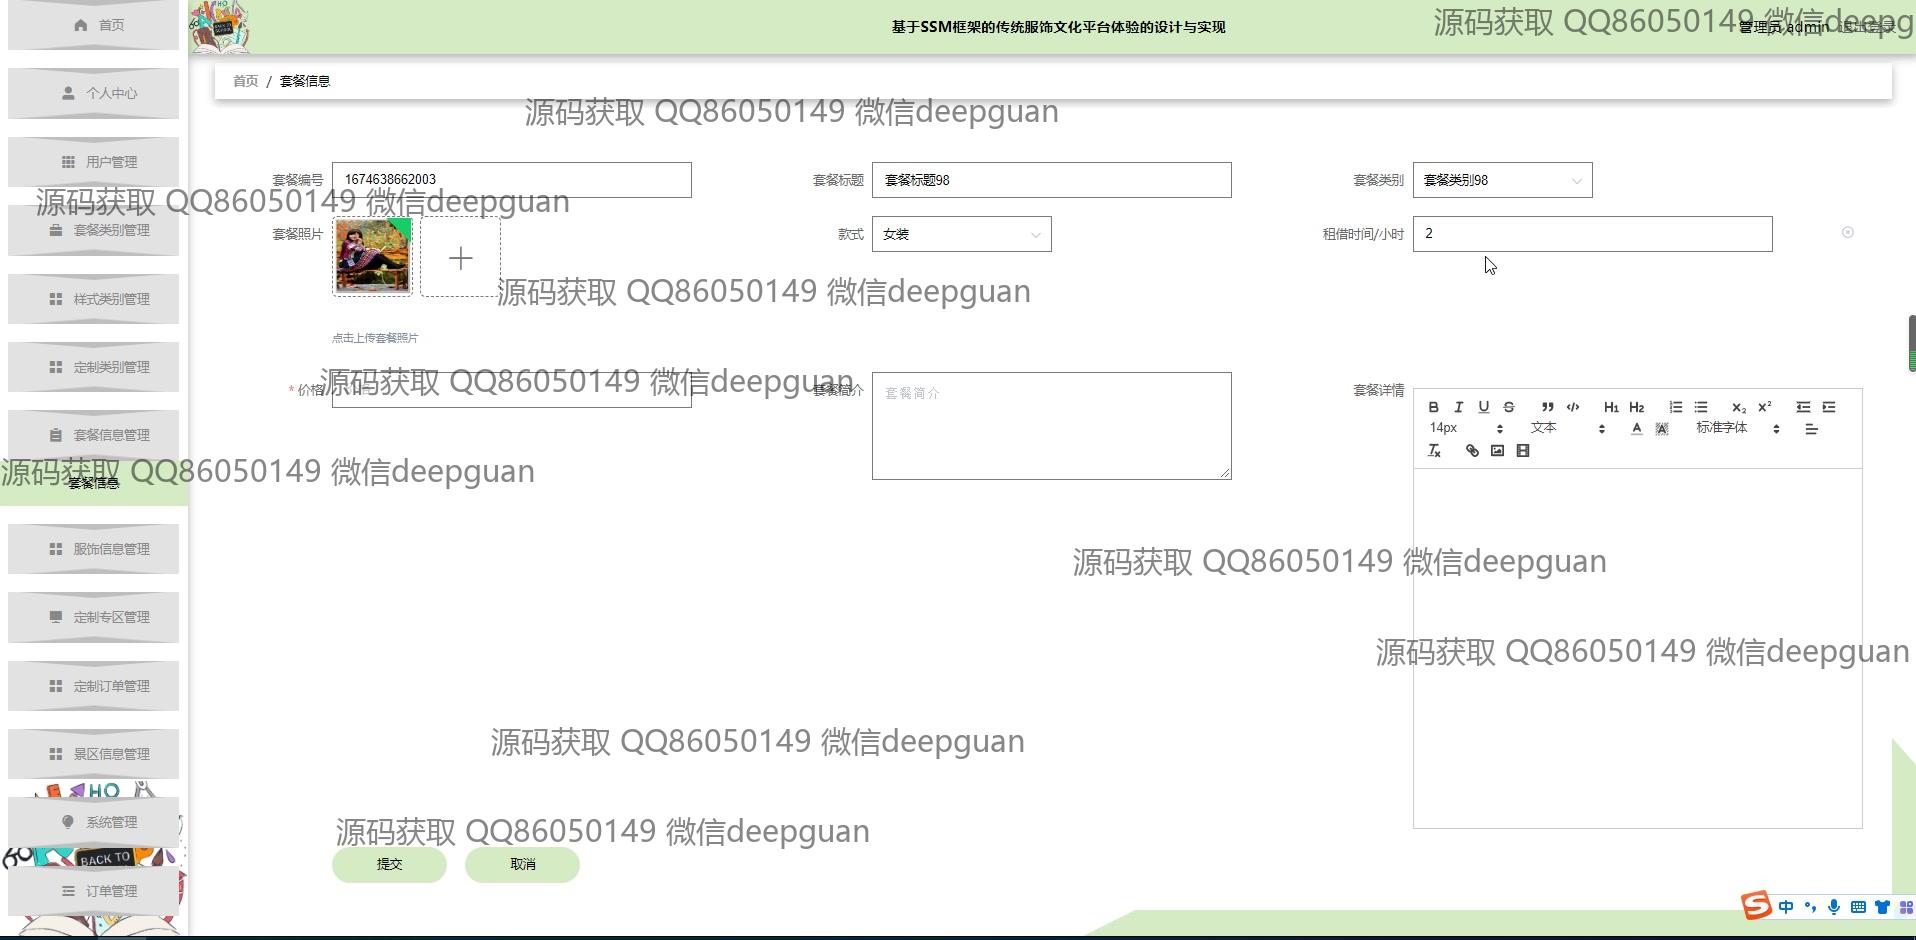 首页
基于SSM框架的传统服饰文化平台体验的设计与实现
源码获取 QQ86050149 微信deepg
管理员 admin
退出登录
首页 / 套餐信息
个人中心
源码获取 QQ86050149 微信deepguan
用户管理
套餐编号 1674638662003
套餐标题 套餐标题98
套餐类别 套餐类别98
源码获取 QQ86050149 微信deepguan
套餐类别管理
套餐照片
款式 女装
租借时间/小时 2
样式类别管理
源码获取 QQ86050149 微信deepguan
点击上传套餐照片
定制类别管理
* 价格
源码获取 QQ86050149 微信deepguan
套餐简介 套餐简介
套餐详情
B I U S ” </> H1 H2 x₂ x²
14px 文本 A A 标准字体
Tx
套餐信息管理
源码获取 QQ86050149 微信deepguan
套餐信息
服饰信息管理
源码获取 QQ86050149 微信deepguan
定制专区管理
源码获取 QQ86050149 微信deepguan
定制订单管理
源码获取 QQ86050149 微信deepguan
景区信息管理
HO
系统管理
源码获取 QQ86050149 微信deepguan
BACK TO
提交 取消
订单管理
S 中